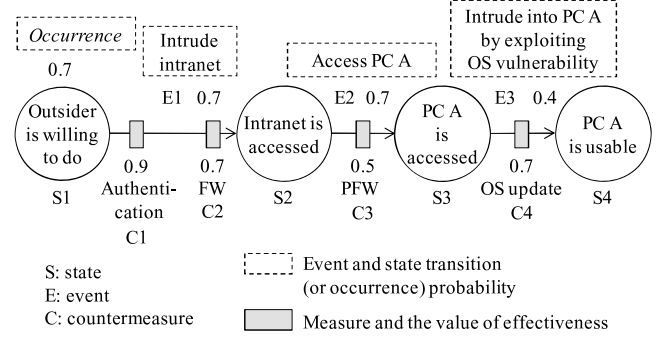 Occurrence
0.7
Intrude
intranet
Access PC A
Intrude into PC A
by exploiting
OS vulnerability
E1 0.7
E2 0.7
E3 0.4
Outsider
is willing
to do
Intranet is
accessed
PC A
is
accessed
PC A
is usable
S1
0.9
Authenti-
cation
C1
0.7
FW
C2
S2
0.5
PFW
C3
S3
0.7
OS update
C4
S4
S: state
E: event
C: countermeasure
Event and state transition
(or occurrence) probability
Measure and the value of effectiveness